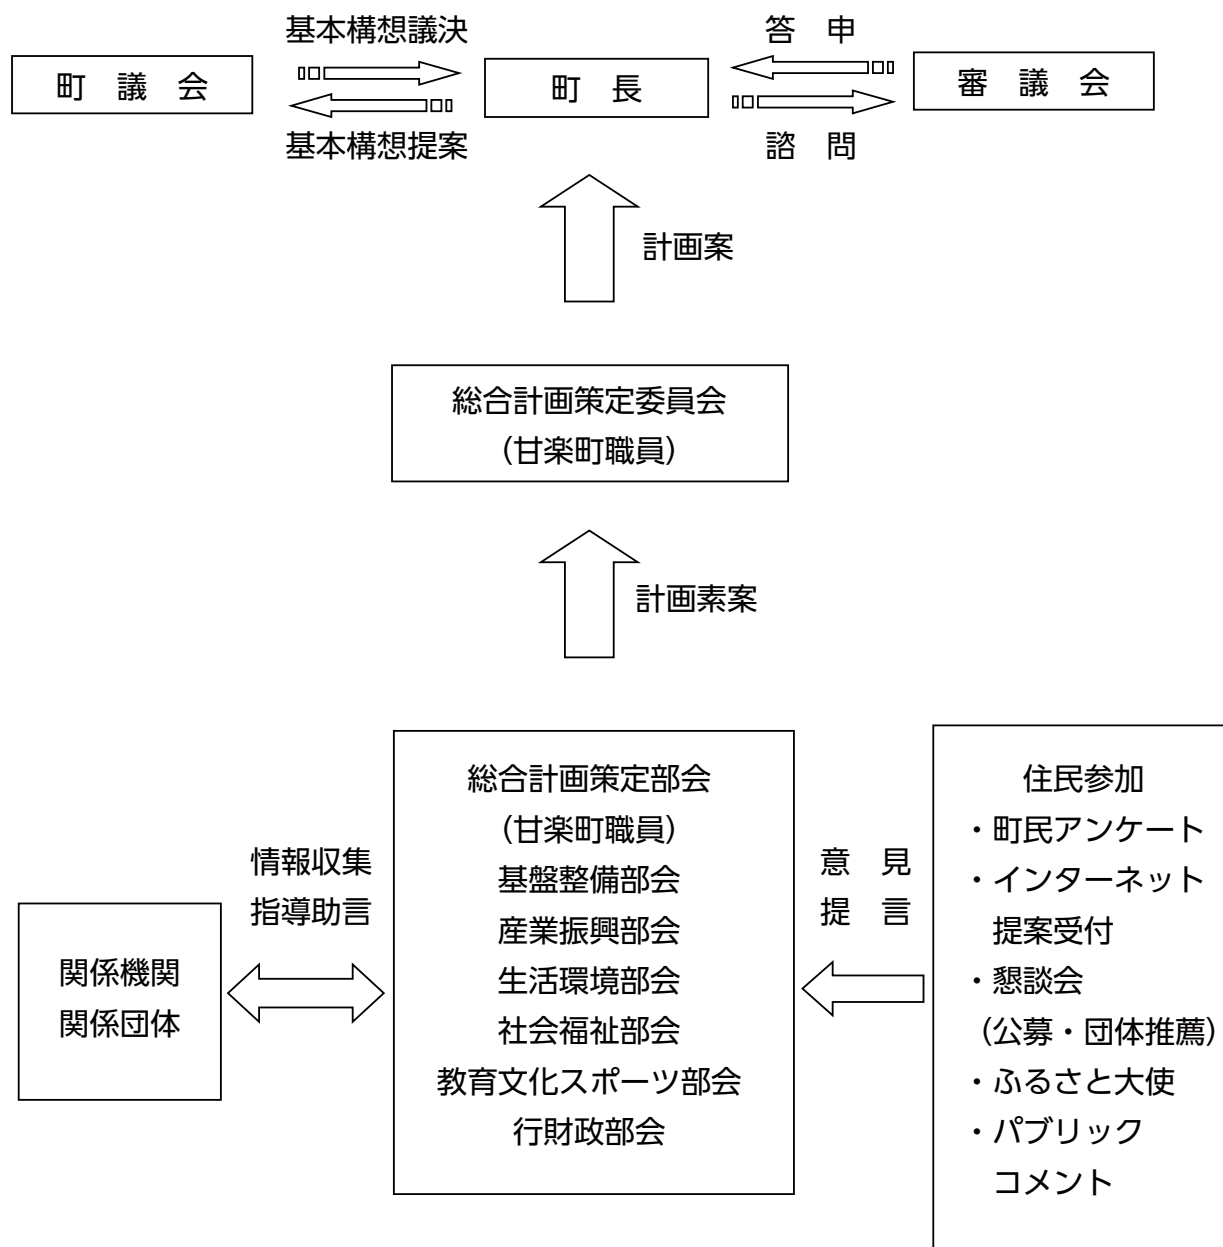 基本構想議決
答　申
町　議　会
町　長
審　議　会
基本構想提案
諮　問
計画案
総合計画策定委員会
（甘楽町職員）
計画素案
総合計画策定部会
（甘楽町職員）
基盤整備部会
産業振興部会
生活環境部会
社会福祉部会
教育文化スポーツ部会
行財政部会
情報収集
指導助言
関係機関
関係団体
意　見
提　言
住民参加
・町民アンケート
・インターネット
提案受付
・懇談会
（公募・団体推薦）
・ふるさと大使
・パブリック
コメント